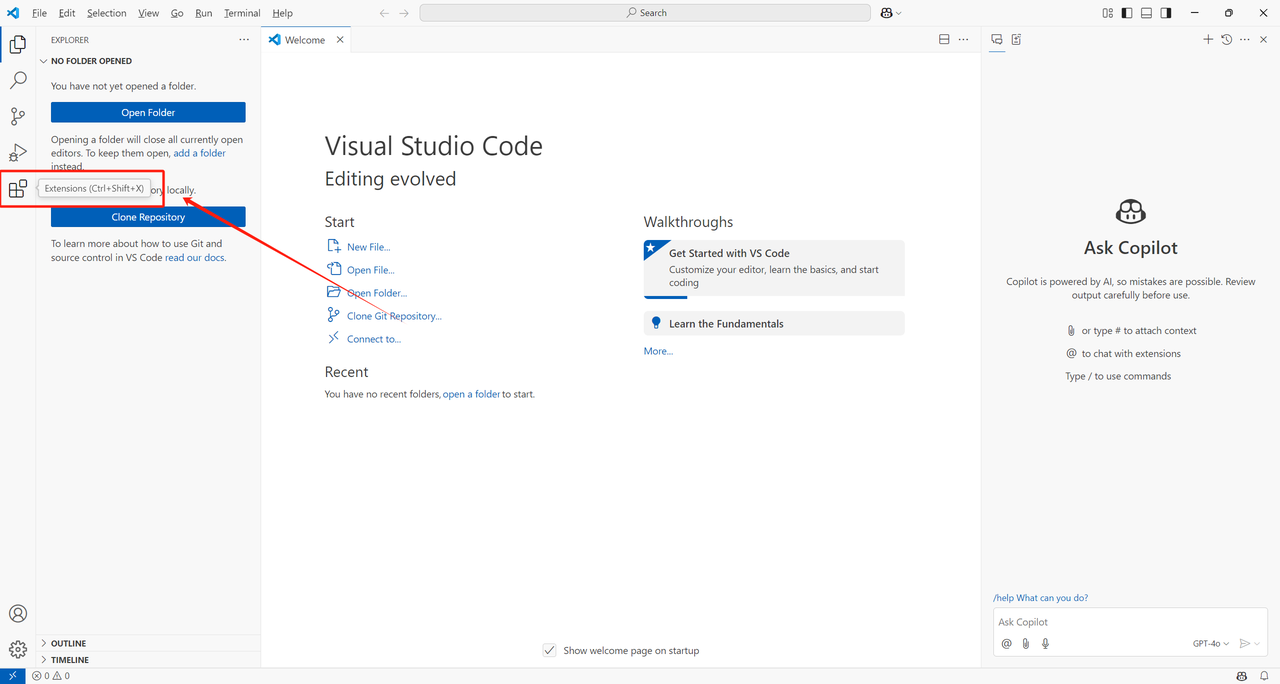 File Edit Selection View Go Run Terminal Help
Search
EXPLORER
NO FOLDER OPENED
You have not yet opened a folder.
Open Folder
Opening a folder will close all currently open
editors. To keep them open, add a folder
instead.
Extensions (Ctrl+Shift+X)
ory locally.
Clone Repository
To learn more about how to use Git and
source control in VS Code read our docs.
OUTLINE
TIMELINE
Welcome
Visual Studio Code
Editing evolved
Start
New File...
Open File...
Open Folder...
Clone Git Repository...
Connect to...
Recent
You have no recent folders, open a folder to start.
Walkthroughs
Get Started with VS Code
Customize your editor, learn the basics, and start
coding
Learn the Fundamentals
More...
Show welcome page on startup
Ask Copilot
Copilot is powered by AI, so mistakes are possible. Review
output carefully before use.
or type # to attach context
@ to chat with extensions
Type / to use commands
/help What can you do?
Ask Copilot
@
GPT-4o
0 0